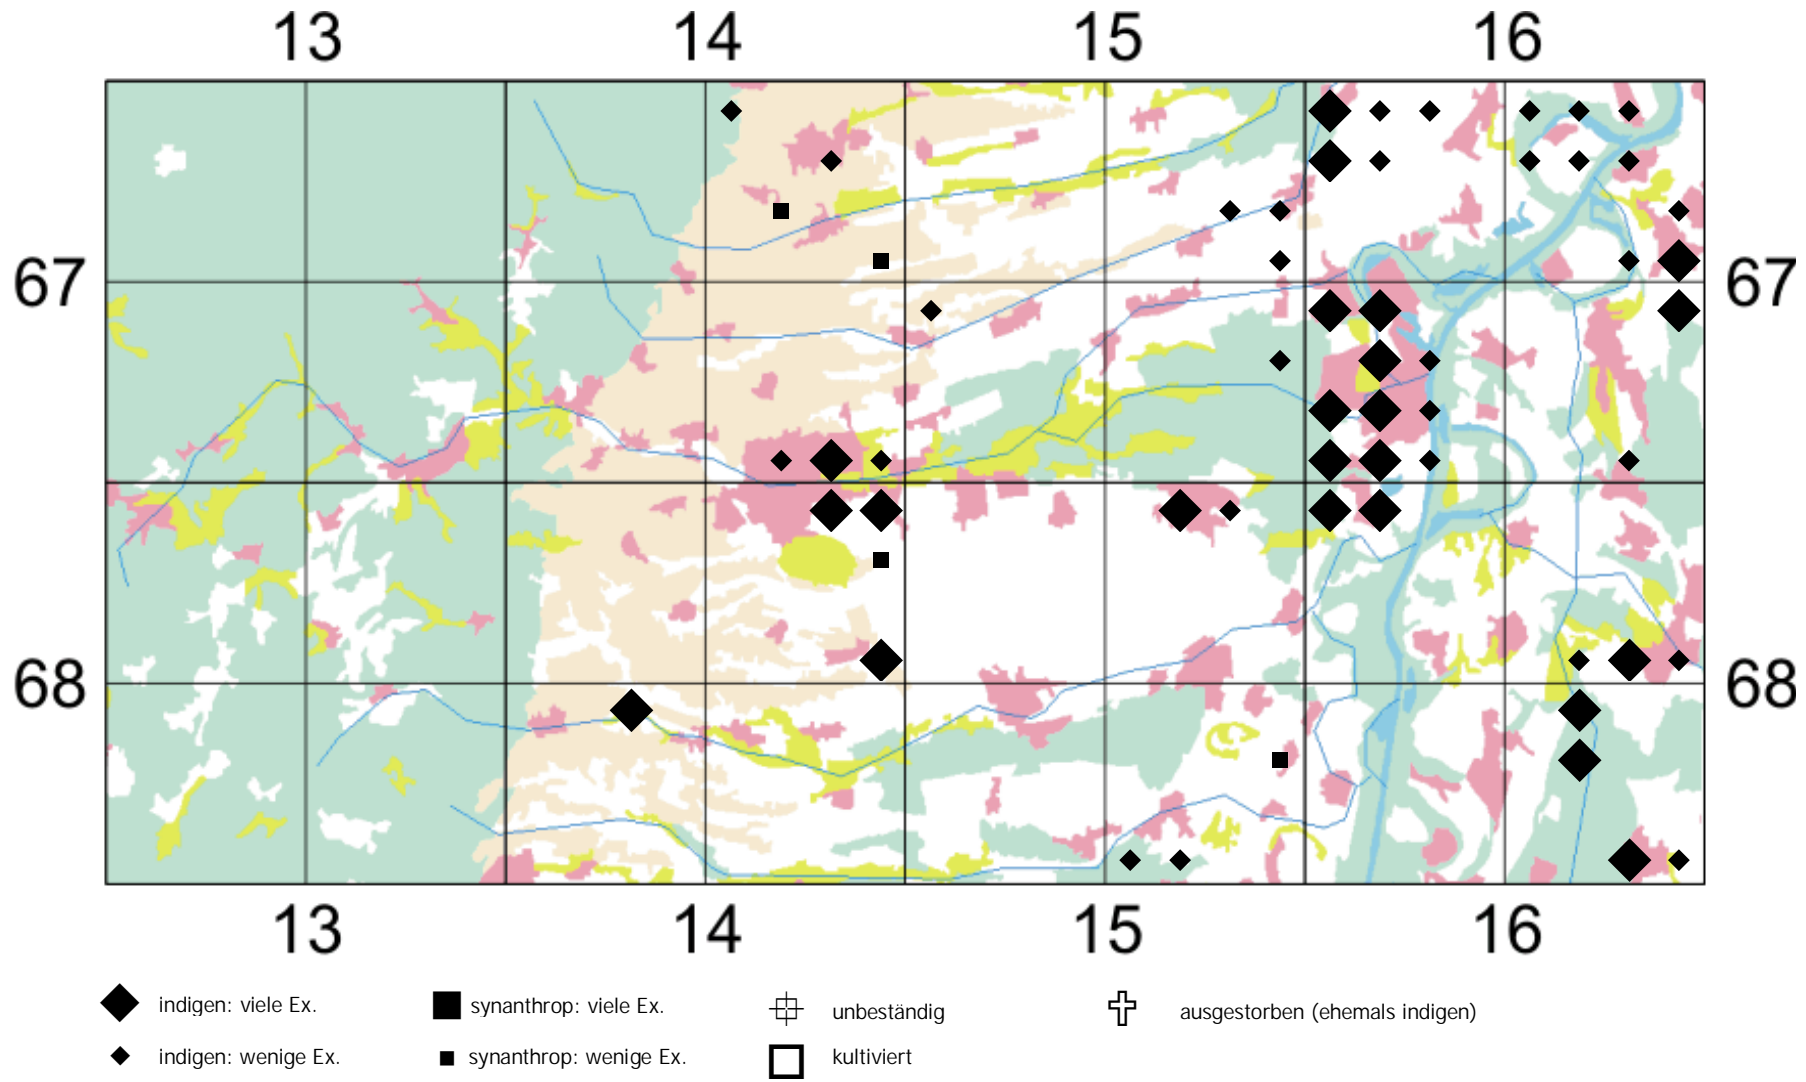 13 14 15 16
67 67
68 68
13 14 15 16
indigen: viele Ex. synanthrop: viele Ex. unbeständig ausgestorben (ehemals indigen)
indigen: wenige Ex. synanthrop: wenige Ex. kultiviert